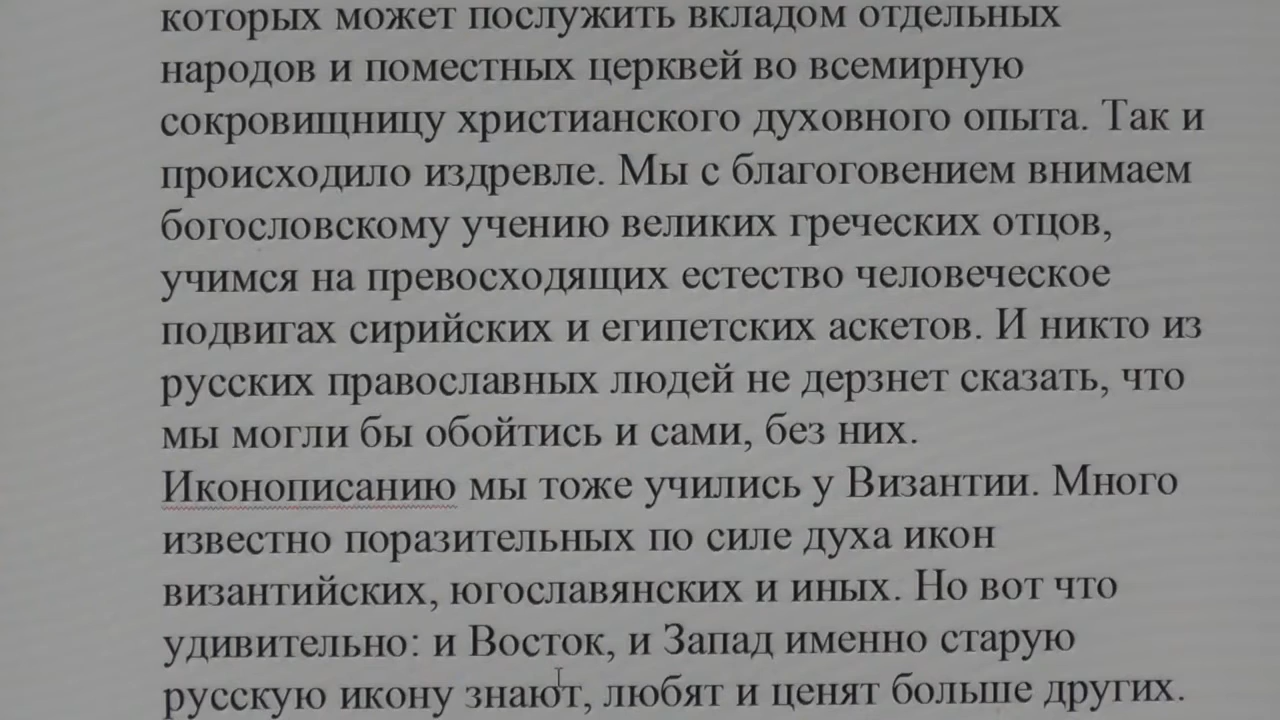 которых может послужить вкладом отдельных
народов и поместных церквей во всемирную
сокровищницу христианского духовного опыта. Так и
происходило издревле. Мы с благоговением внимаем
богословскому учению великих греческих отцов,
учимся на превосходящих естество человеческое
подвигах сирийских и египетских аскетов. И никто из
русских православных людей не дерзнет сказать, что
мы могли бы обойтись и сами, без них.
Иконописанию мы тоже учились у Византии. Много
известно поразительных по силе духа икон
византийских, югославянских и иных. Но вот что
удивительно: и Восток, и Запад именно старую
русскую икону знают, любят и ценят больше других.